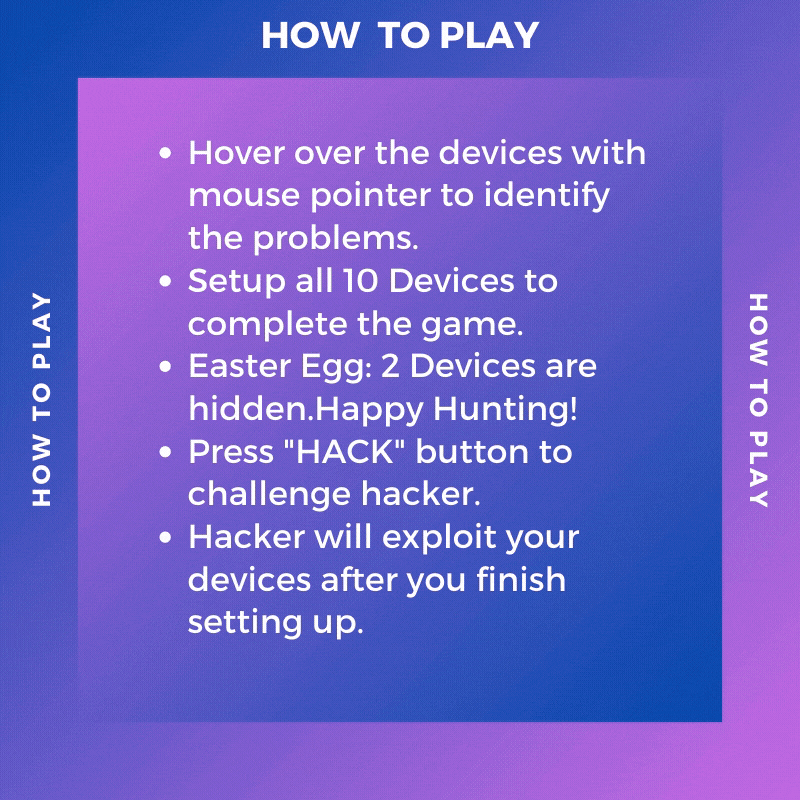 HOW TO PLAY
• Hover over the devices with
mouse pointer to identify
the problems.
• Setup all 10 Devices to
complete the game.
• Easter Egg: 2 Devices are
hidden.Happy Hunting!
• Press "HACK" button to
challenge hacker.
• Hacker will exploit your
devices after you finish
setting up.
HOW TO PLAY
HOW TO PLAY